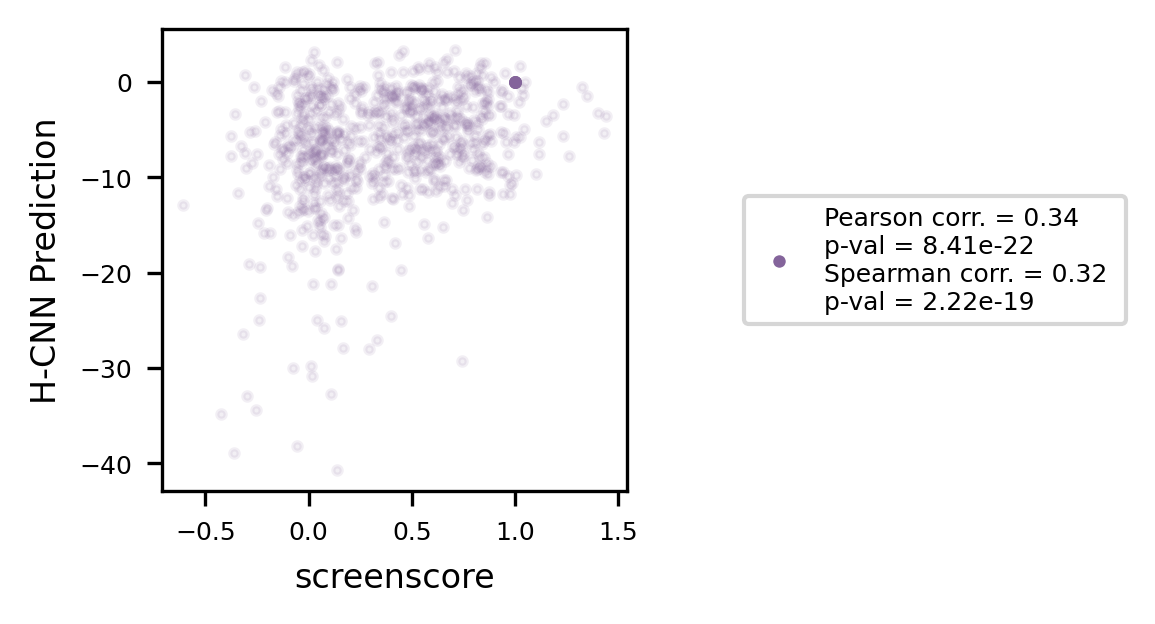 0
−10
−20
−30
−40
H-CNN Prediction
−0.5
0.0
0.5
1.0
1.5
screenscore
Pearson corr. = 0.34
p-val = 8.41e-22
Spearman corr. = 0.32
p-val = 2.22e-19